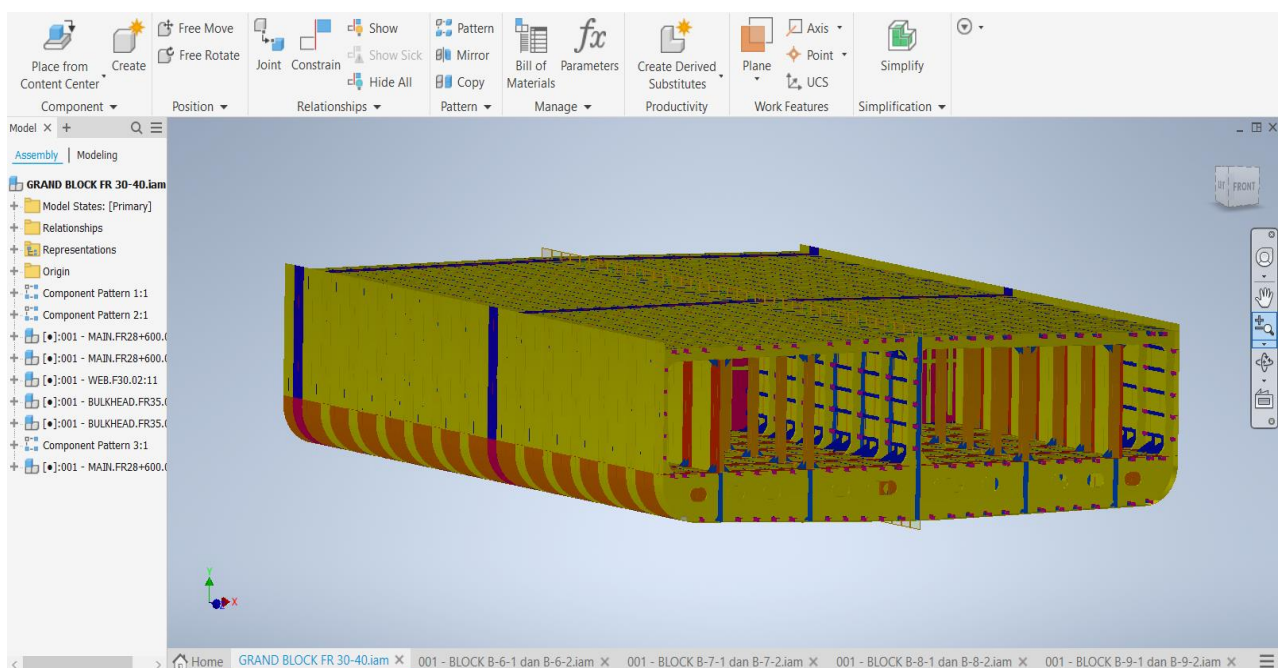 Place from
Content Center
Create
Free Move
Free Rotate
Joint
Constrain
Show
Show Sick
Hide All
Pattern
Mirror
Copy
Bill of
Materials
fx
Parameters
Create Derived
Substitutes
Plane
Axis
Point
UCS
Simplify
Component
Position
Relationships
Pattern
Manage
Productivity
Work Features
Simplification
Model
Assembly | Modeling
GRAND BLOCK FR 30-40.iam
Model States: [Primary]
Relationships
Representations
Origin
Component Pattern 1:1
Component Pattern 2:1
[•]:001 - MAIN.FR28+600.
[•]:001 - MAIN.FR28+600.
[•]:001 - WEB.F30.02:11
[•]:001 - BULKHEAD.FR35.
[•]:001 - BULKHEAD.FR35.
Component Pattern 3:1
[•]:001 - MAIN.FR28+600.
FRONT
Y
X
Home
GRAND BLOCK FR 30-40.iam
001 - BLOCK B-6-1 dan B-6-2.iam
001 - BLOCK B-7-1 dan B-7-2.iam
001 - BLOCK B-8-1 dan B-8-2.iam
001 - BLOCK B-9-1 dan B-9-2.iam